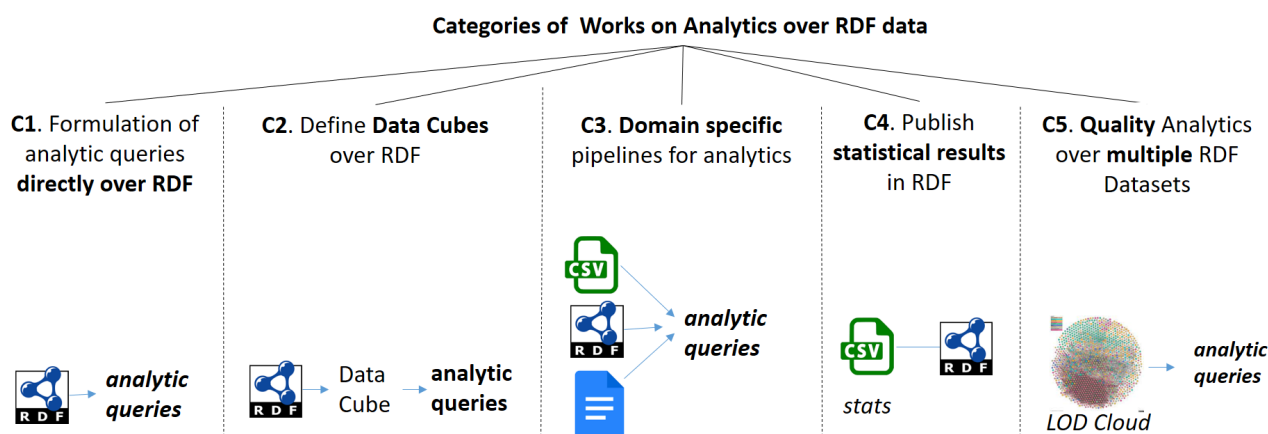 Categories of Works on Analytics over RDF data
C1. Formulation of
analytic queries
directly over RDF
C2. Define Data Cubes
over RDF
C3. Domain specific
pipelines for analytics
C4. Publish
statistical results
in RDF
C5. Quality Analytics
over multiple RDF
Datasets
RDF
analytic
queries
RDF
Data
Cube
analytic
queries
CSV
RDF
analytic
queries
CSV
stats
RDF
LOD Cloud
analytic
queries